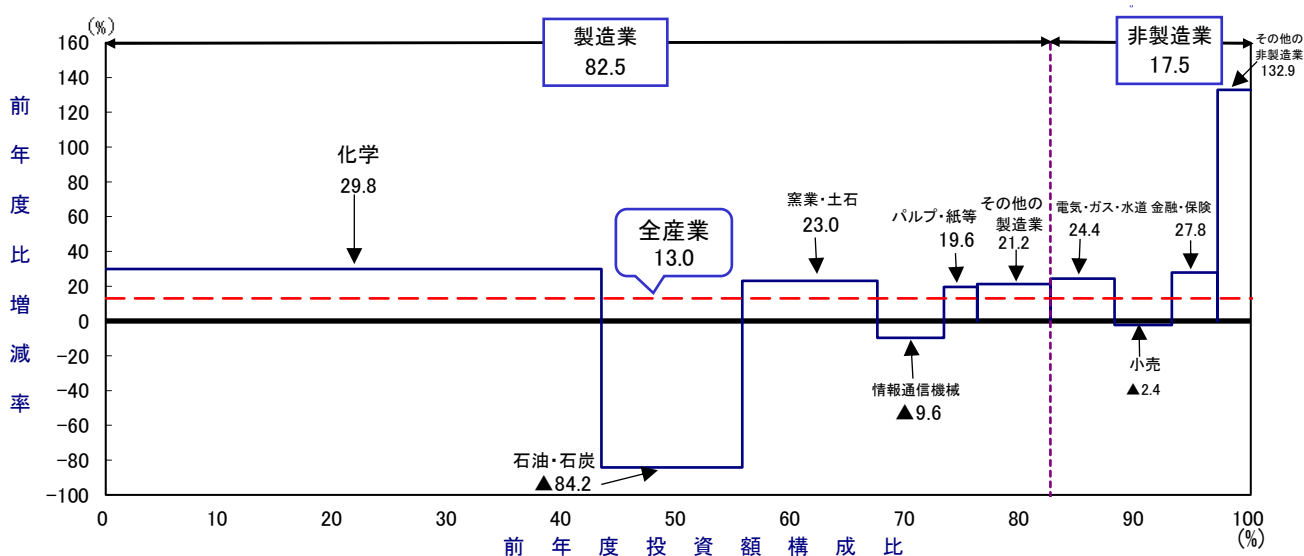 (%)
160
140
120
100
80
60
40
20
0
-20
-40
-60
-80
-100
前年度比増減率
製造業
82.5
非製造業
17.5
その他の
非製造業
132.9
化学
29.8
全産業
13.0
窯業・土石
23.0
パルプ・紙等
19.6
その他の
製造業
21.2
電気・ガス・水道
24.4
金融・保険
27.8
石油・石炭
▲84.2
情報通信機械
▲9.6
小売
▲2.4
0 10 20 30 40 50 60 70 80 90 100
(%)
前年度投資額構成比